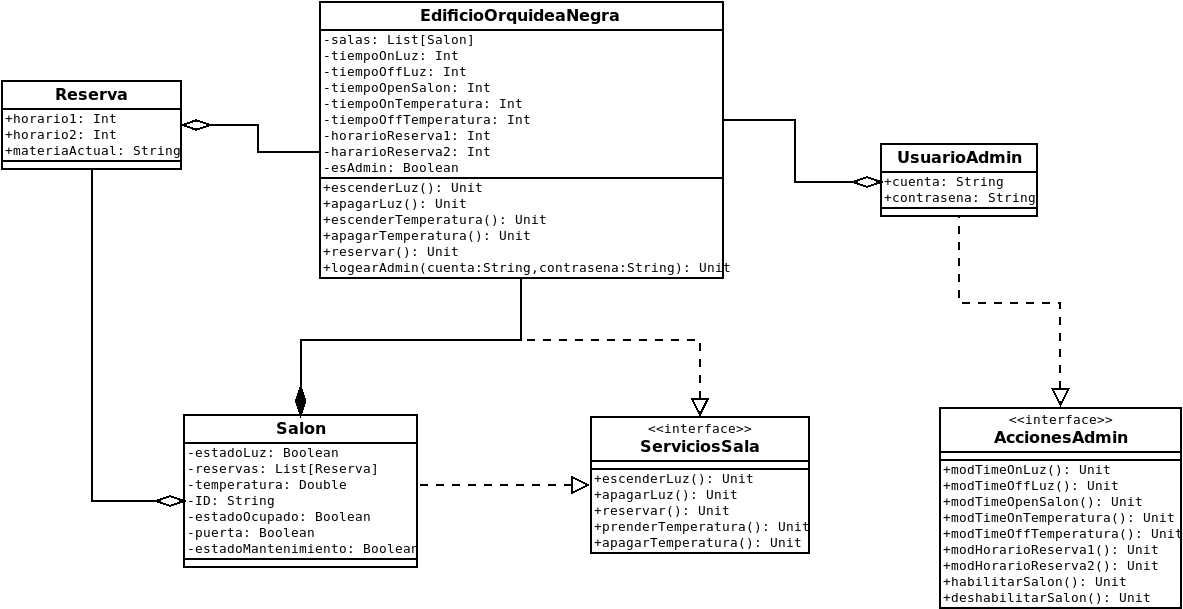 EdificioOrquideaNegra
-salas: List[Salon]
-tiempoOnLuz: Int
-tiempoOffLuz: Int
-tiempoOpenSalon: Int
-tiempoOnTemperatura: Int
-tiempoOffTemperatura: Int
-horarioReserva1: Int
-hararioReserva2: Int
-esAdmin: Boolean
+escenderLuz(): Unit
+apagarLuz(): Unit
+escenderTemperatura(): Unit
+apagarTemperatura(): Unit
+reservar(): Unit
+logearAdmin(cuenta:String,contrasena:String): Unit
Reserva
+horario1: Int
+horario2: Int
+materiaActual: String
UsuarioAdmin
+cuenta: String
+contrasena: String
Salon
-estadoLuz: Boolean
-reservas: List[Reserva]
-temperatura: Double
-ID: String
-estadoOcupado: Boolean
-puerta: Boolean
-estadoMantenimiento: Boolean
<<interface>>
ServiciosSala
+escenderLuz(): Unit
+apagarLuz(): Unit
+reservar(): Unit
+prenderTemperatura(): Unit
+apagarTemperatura(): Unit
<<interface>>
AccionesAdmin
+modTimeOnLuz(): Unit
+modTimeOffLuz(): Unit
+modTimeOpenSalon(): Unit
+modTimeOnTemperatura(): Unit
+modTimeOffTemperatura(): Unit
+modHorarioReserva1(): Unit
+modHorarioReserva2(): Unit
+habilitarSalon(): Unit
+deshabilitarSalon(): Unit